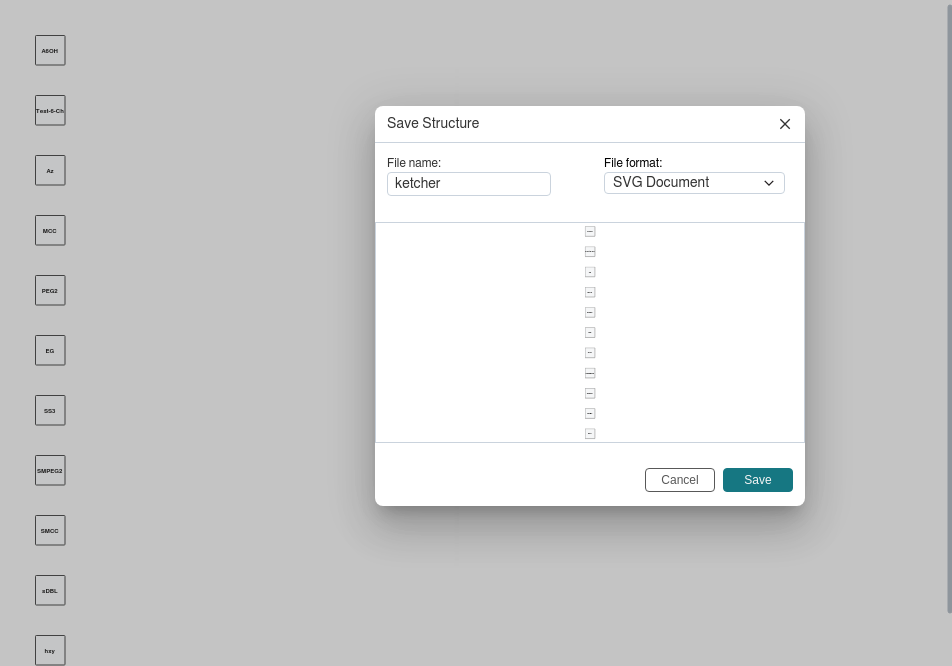 A6OH
Test-6-Ch
Az
MCC
PEG2
EG
SS3
SMPEG2
SMCC
sDBL
hxy
Save Structure
File name:
File format:
ketcher
SVG Document
Cancel
Save